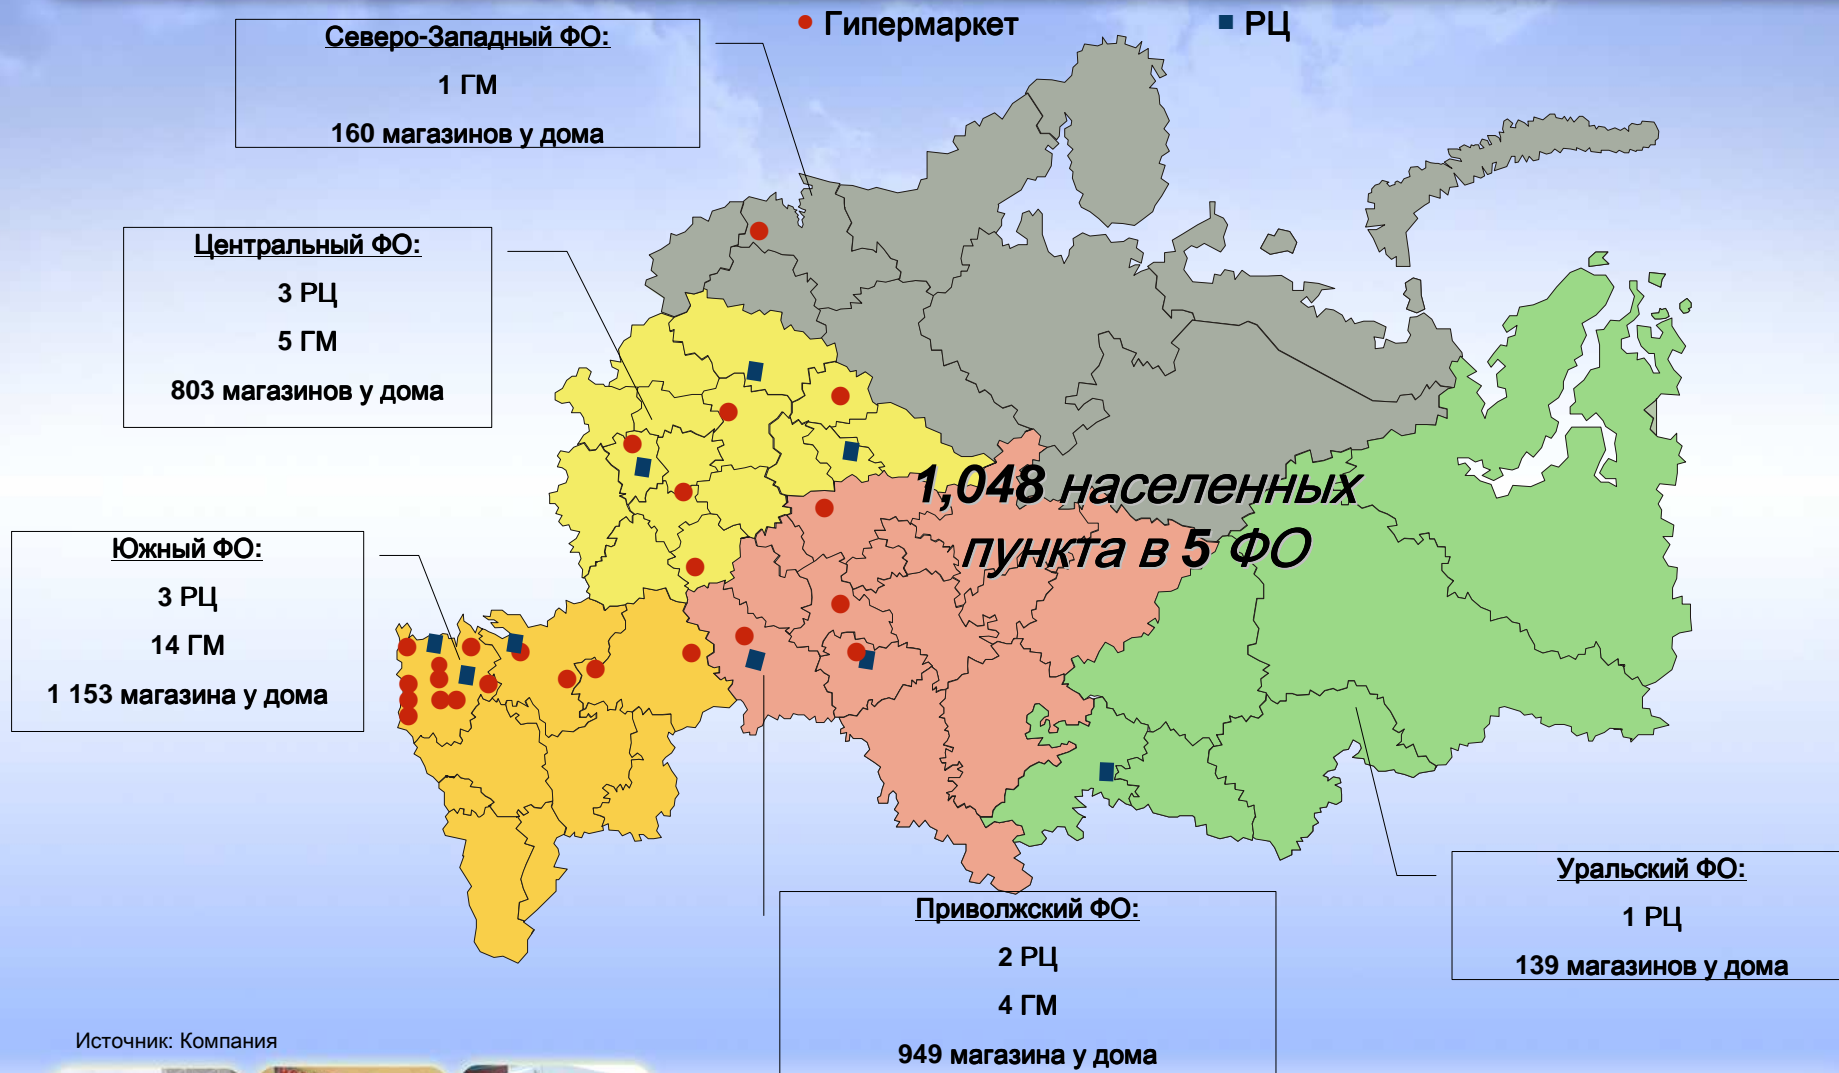 Гипермаркет
РЦ
Северо-Западный ФО:
1 ГМ
160 магазинов у дома
Центральный ФО:
3 РЦ
5 ГМ
803 магазинов у дома
1,048 населенных
пункта в 5 ФО
Южный ФО:
3 РЦ
14 ГМ
1 153 магазина у дома
Уральский ФО:
1 РЦ
139 магазинов у дома
Приволжский ФО:
2 РЦ
4 ГМ
949 магазина у дома
Источник: Компания